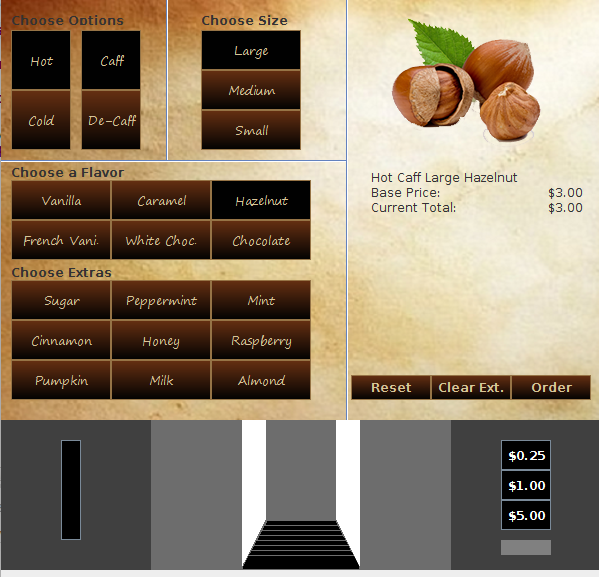 Choose Options
Hot
Caff
Cold
De-Caff
Choose Size
Large
Medium
Small
Choose a Flavor
Vanilla
Caramel
Hazelnut
French Vani.
White Choc.
Chocolate
Choose Extras
Sugar
Peppermint
Mint
Cinnamon
Honey
Raspberry
Pumpkin
Milk
Almond
Hot Caff Large Hazelnut
Base Price: $3.00
Current Total: $3.00
Reset
Clear Ext.
Order
$0.25
$1.00
$5.00